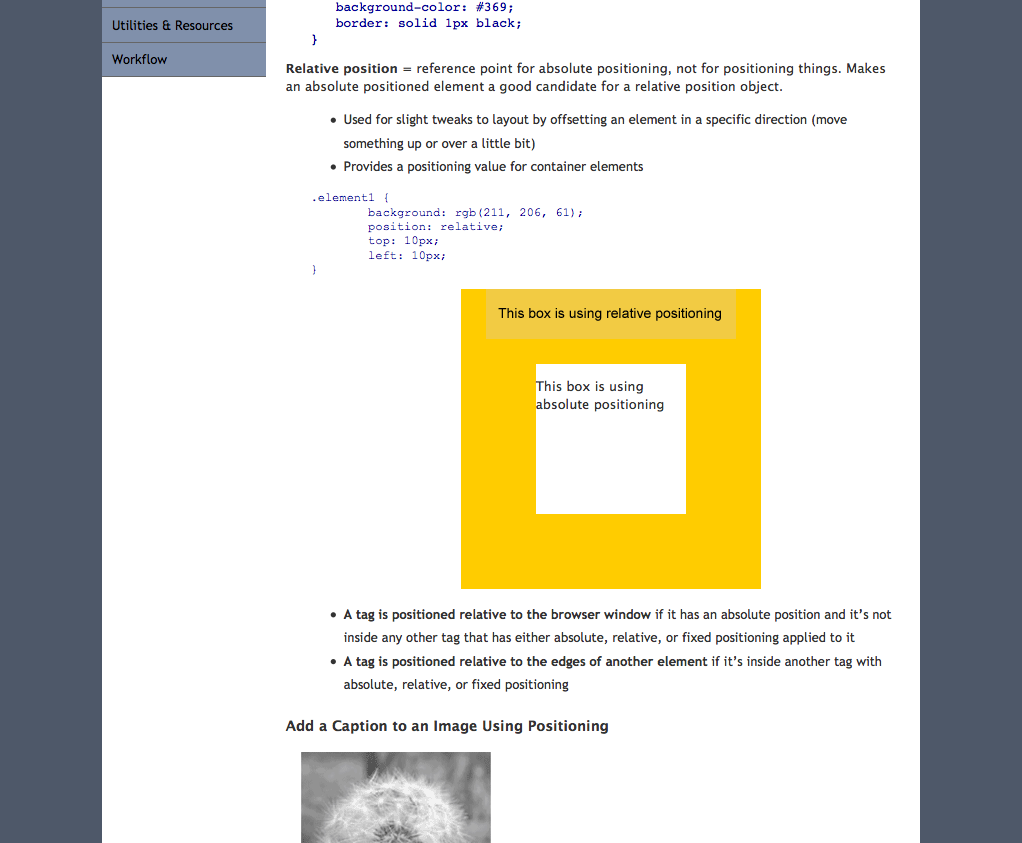 Utilities & Resources
Workflow
background-color: #369;
border: solid 1px black;
}
Relative position = reference point for absolute positioning, not for positioning things. Makes
an absolute positioned element a good candidate for a relative position object.
• Used for slight tweaks to layout by offsetting an element in a specific direction (move
something up or over a little bit)
• Provides a positioning value for container elements
.element1 {
background: rgb(211, 206, 61);
position: relative;
top: 10px;
left: 10px;
}
This box is using relative positioning
This box is using
absolute positioning
• A tag is positioned relative to the browser window if it has an absolute position and it’s not
inside any other tag that has either absolute, relative, or fixed positioning applied to it
• A tag is positioned relative to the edges of another element if it’s inside another tag with
absolute, relative, or fixed positioning
Add a Caption to an Image Using Positioning